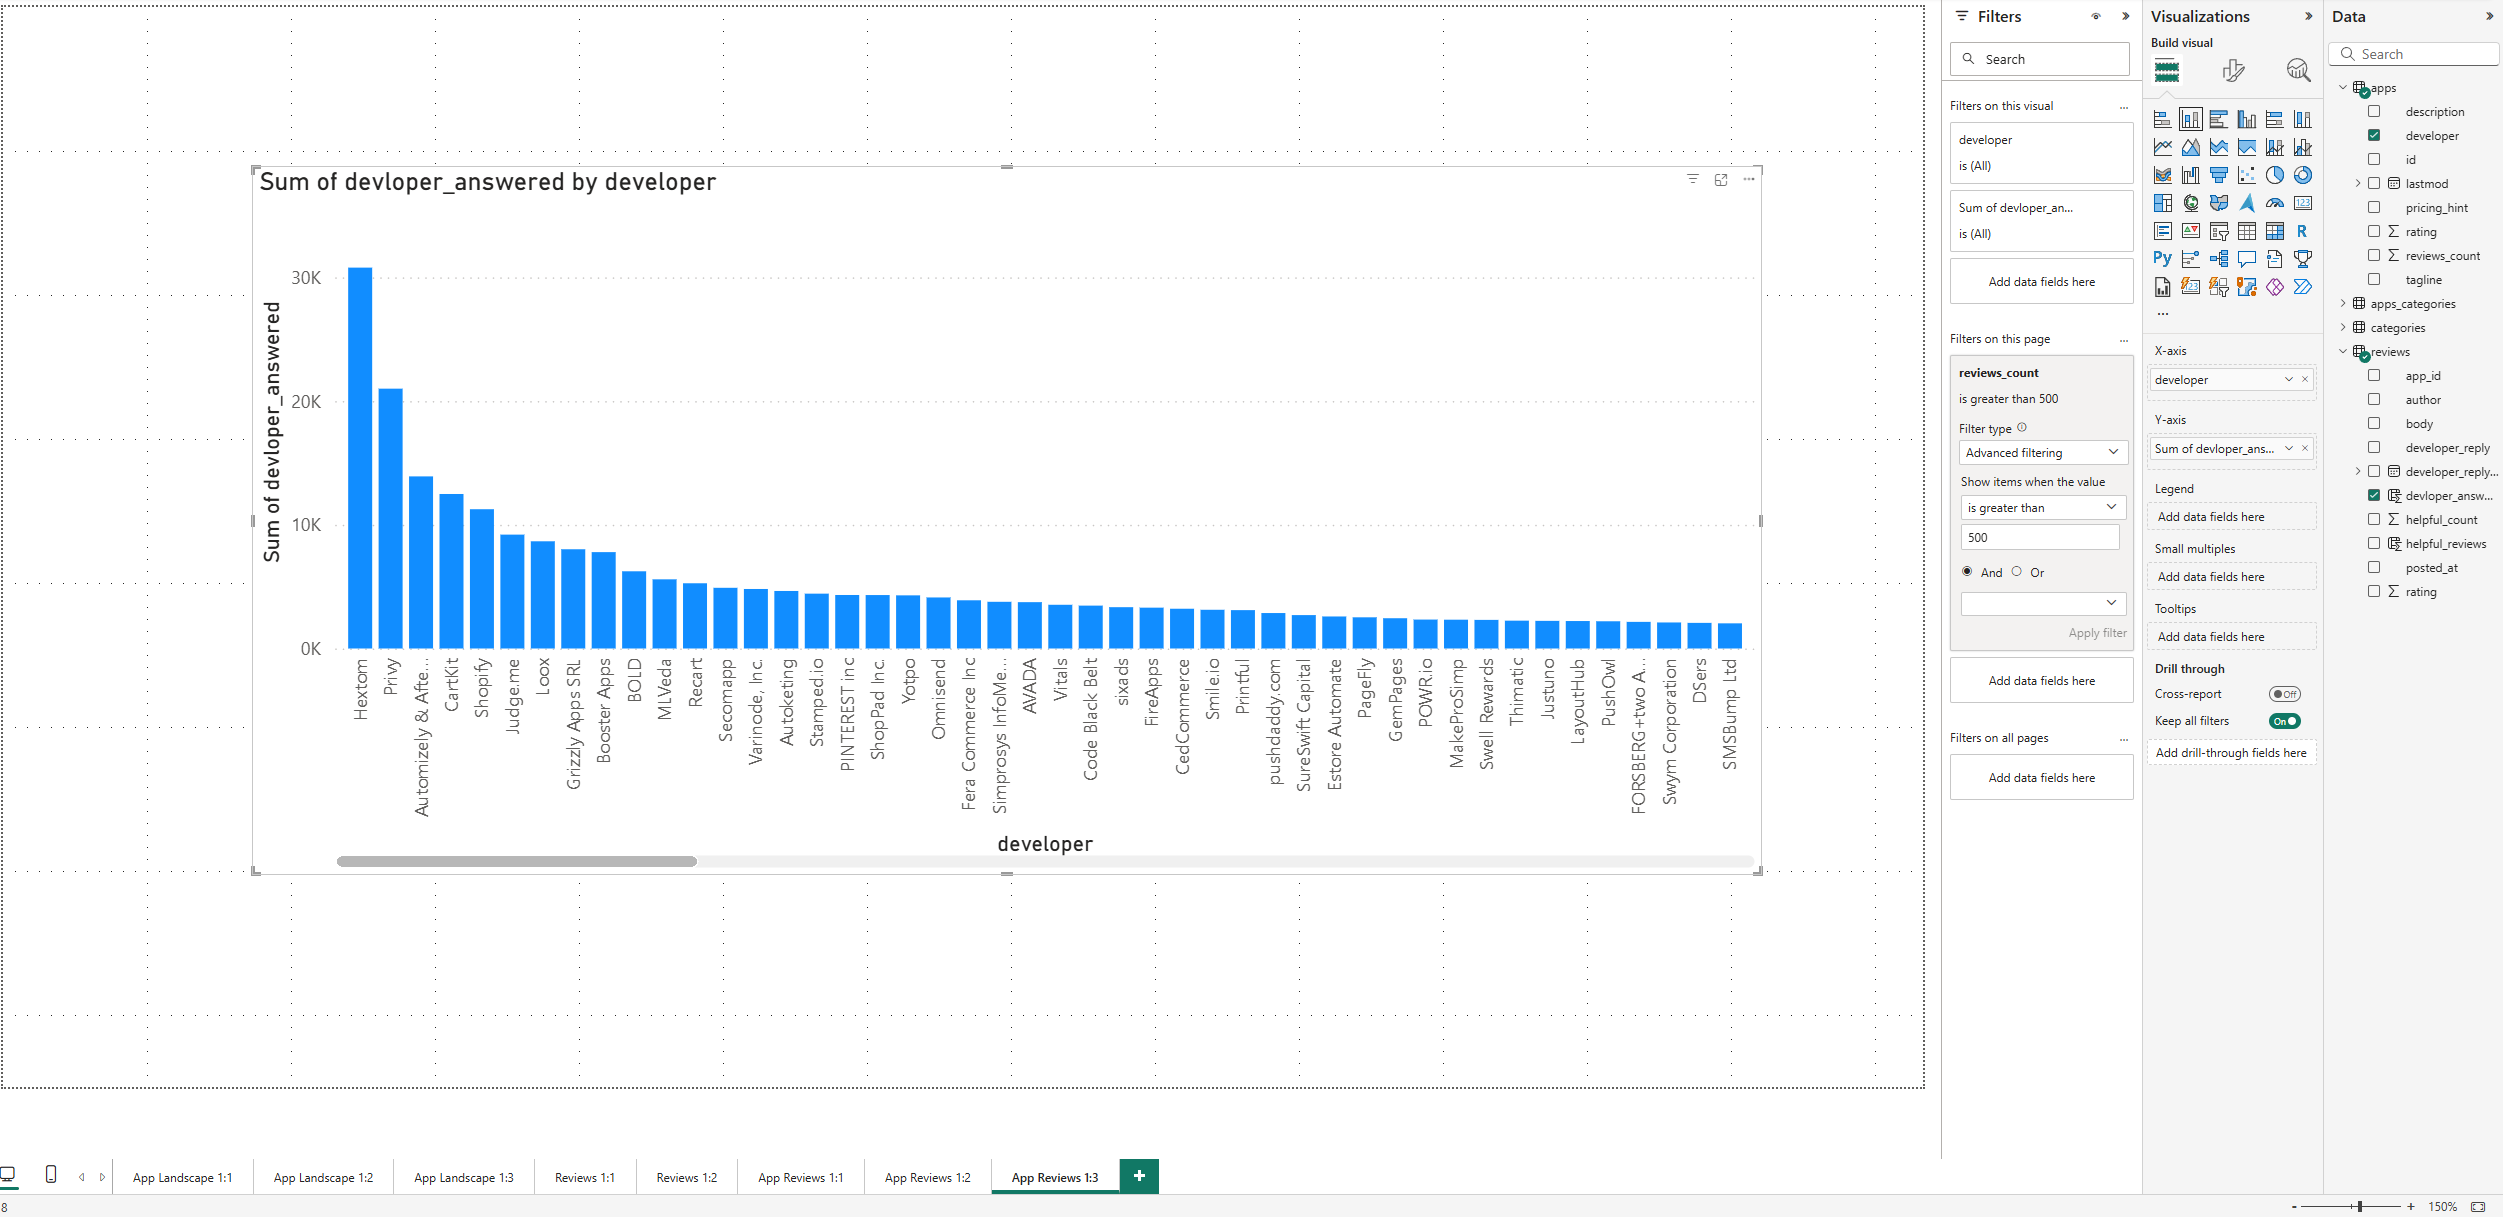 Sum of devloper_answered by developer
Sum of devloper_answered
30K
20K
10K
0K
Hextom
Privy
Automizely & Afte...
CartKit
Shopify
Judge.me
Loox
Grizzly Apps SRL
Booster Apps
BOLD
MLVeda
Recart
Secomapp
Varinode, Inc.
Autoketing
Stamped.io
PINTEREST inc
ShopPad Inc.
Yotpo
Omnisend
Fera Commerce Inc
Simprosys InfoMe...
AVADA
Vitals
Code Black Belt
sixads
FireApps
CedCommerce
Smile.io
Printful
pushdaddy.com
SureSwift Capital
Estore Automate
PageFly
GemPages
POWR.io
MakeProSimp
Swell Rewards
Thimatic
Justuno
LayoutHub
PushOwl
FORSBERG+two A...
Swym Corporation
DSers
SMSBump Ltd
developer
Filters
Search
Filters on this visual
...
developer
is (All)
Sum of devloper_an...
is (All)
Add data fields here
Filters on this page
...
reviews_count
is greater than 500
Filter type
Advanced filtering
Show items when the value
is greater than
500
And
Or
Apply filter
Add data fields here
Filters on all pages
...
Add data fields here
Visualizations
Build visual
123
R
Py
123
...
X-axis
developer
Y-axis
Sum of devloper_ans...
Legend
Add data fields here
Small multiples
Add data fields here
Tooltips
Add data fields here
Drill through
Cross-report
Off
Keep all filters
On
Add drill-through fields here
Data
Search
apps
description
developer
id
lastmod
pricing_hint
rating
reviews_count
tagline
apps_categories
categories
reviews
app_id
author
body
developer_reply
developer_reply...
devloper_answ...
helpful_count
helpful_reviews
posted_at
rating
App Landscape 1:1
App Landscape 1:2
App Landscape 1:3
Reviews 1:1
Reviews 1:2
App Reviews 1:1
App Reviews 1:2
App Reviews 1:3
+
8
- + 150%